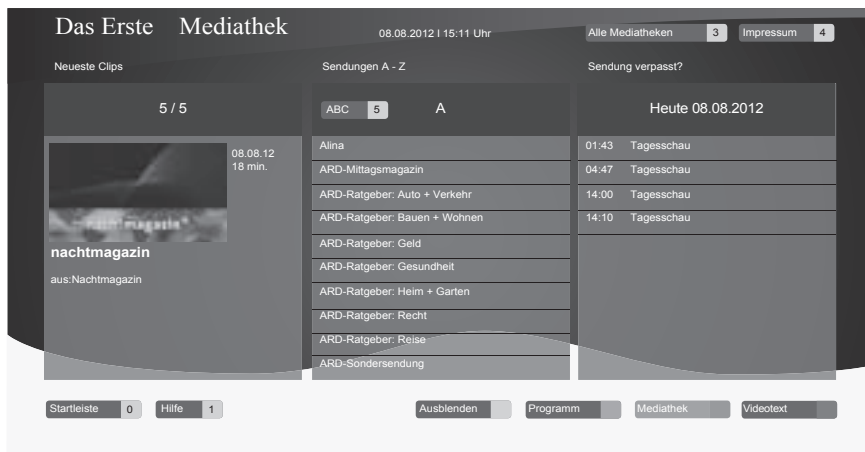 Das Erste Mediathek
08.08.2012 I 15:11 Uhr
Alle Mediatheken 3
Impressum 4
Neueste Clips
Sendungen A - Z
Sendung verpasst?
5 / 5
08.08.12
18 min.
nachtmagazin
nachtmagazin
aus:Nachtmagazin
ABC 5 A
Alina
ARD-Mittagsmagazin
ARD-Ratgeber: Auto + Verkehr
ARD-Ratgeber: Bauen + Wohnen
ARD-Ratgeber: Geld
ARD-Ratgeber: Gesundheit
ARD-Ratgeber: Heim + Garten
ARD-Ratgeber: Recht
ARD-Ratgeber: Reise
ARD-Sondersendung
Heute 08.08.2012
01:43 Tagesschau
04:47 Tagesschau
14:00 Tagesschau
14:10 Tagesschau
Startleiste 0
Hilfe 1
Ausblenden
Programm
Mediathek
Videotext